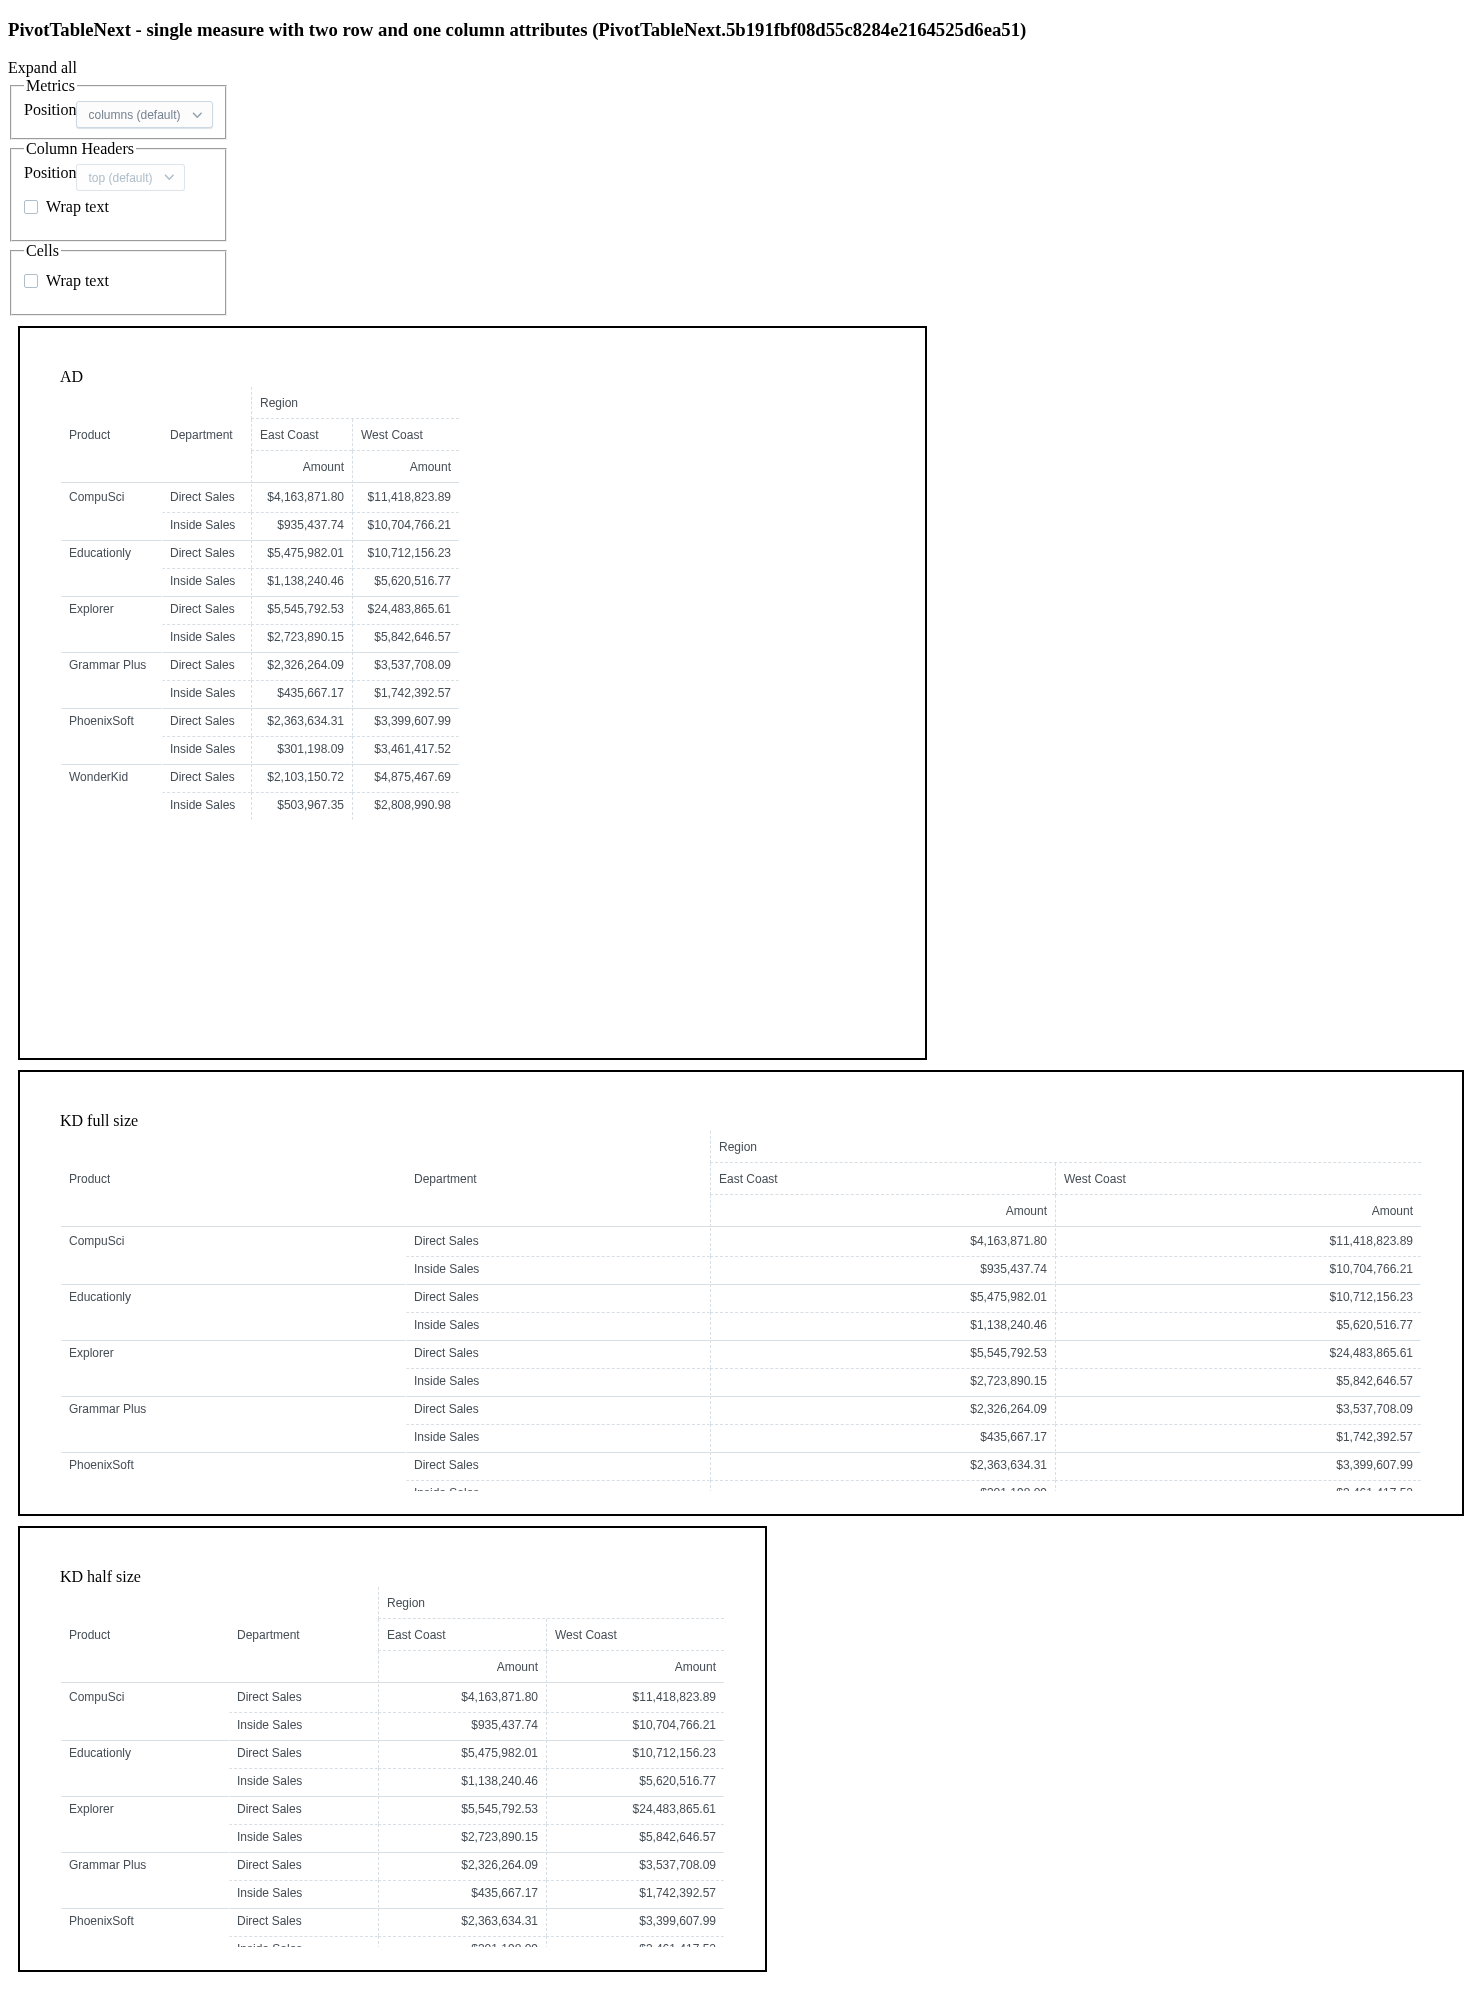 PivotTableNext - single measure with two row and one column attributes (PivotTableNext.5b191fbf08d55c8284e2164525d6ea51)
Expand all
Metrics
Position columns (default)
Column Headers
Position top (default)
Wrap text
Cells
Wrap text
AD
Region
Product Department East Coast West Coast
Amount Amount
CompuSci Direct Sales $4,163,871.80 $11,418,823.89
Inside Sales $935,437.74 $10,704,766.21
Educationly Direct Sales $5,475,982.01 $10,712,156.23
Inside Sales $1,138,240.46 $5,620,516.77
Explorer Direct Sales $5,545,792.53 $24,483,865.61
Inside Sales $2,723,890.15 $5,842,646.57
Grammar Plus Direct Sales $2,326,264.09 $3,537,708.09
Inside Sales $435,667.17 $1,742,392.57
PhoenixSoft Direct Sales $2,363,634.31 $3,399,607.99
Inside Sales $301,198.09 $3,461,417.52
WonderKid Direct Sales $2,103,150.72 $4,875,467.69
Inside Sales $503,967.35 $2,808,990.98
KD full size
Region
Product Department East Coast West Coast
Amount Amount
CompuSci Direct Sales $4,163,871.80 $11,418,823.89
Inside Sales $935,437.74 $10,704,766.21
Educationly Direct Sales $5,475,982.01 $10,712,156.23
Inside Sales $1,138,240.46 $5,620,516.77
Explorer Direct Sales $5,545,792.53 $24,483,865.61
Inside Sales $2,723,890.15 $5,842,646.57
Grammar Plus Direct Sales $2,326,264.09 $3,537,708.09
Inside Sales $435,667.17 $1,742,392.57
PhoenixSoft Direct Sales $2,363,634.31 $3,399,607.99
KD half size
Region
Product Department East Coast West Coast
Amount Amount
CompuSci Direct Sales $4,163,871.80 $11,418,823.89
Inside Sales $935,437.74 $10,704,766.21
Educationly Direct Sales $5,475,982.01 $10,712,156.23
Inside Sales $1,138,240.46 $5,620,516.77
Explorer Direct Sales $5,545,792.53 $24,483,865.61
Inside Sales $2,723,890.15 $5,842,646.57
Grammar Plus Direct Sales $2,326,264.09 $3,537,708.09
Inside Sales $435,667.17 $1,742,392.57
PhoenixSoft Direct Sales $2,363,634.31 $3,399,607.99